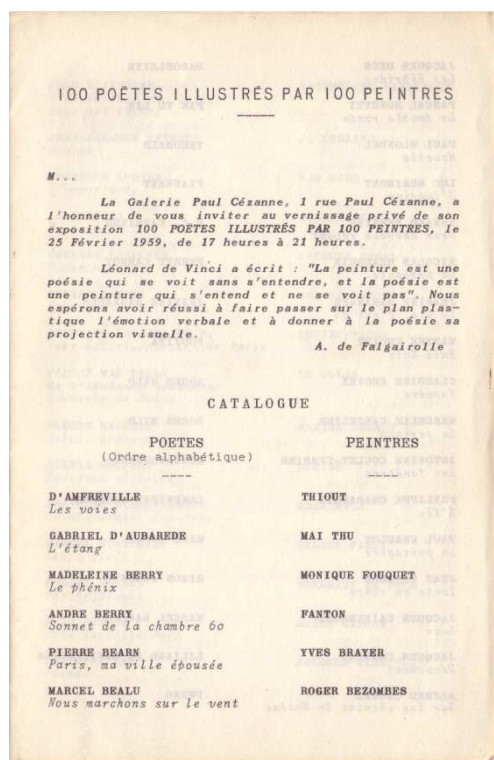 100 POËTES ILLUSTRÉS PAR 100 PEINTRES
M...
La Galerie Paul Cézanne, 1 rue Paul Cézanne, a
l'honneur de vous inviter au vernissage privé de son
exposition 100 POËTES ILLUSTRÉS PAR 100 PEINTRES, le
25 Février 1959, de 17 heures à 21 heures.
Léonard de Vinci a écrit : "La peinture est une
poésie qui se voit sans s'entendre, et la poésie est
une peinture qui s'entend et ne se voit pas". Nous
espérons avoir réussi à faire passer sur le plan plas-
tique l'émotion verbale et à donner à la poésie sa
projection visuelle.
A. de Falgairolle
CATALOGUE
POETES PEINTRES
(Ordre alphabétique)
D'AMFREVILLE THIOUT
Les voies
GABRIEL D'AUBAREDE MAI THU
L'étang
MADELEINE BERRY MONIQUE FOUQUET
Le phénix
ANDRE BERRY FANTON
Sonnet de la chambre 60
PIERRE BEARN YVES BRAYER
Paris, ma ville épousée
MARCEL BEALU ROGER BEZOMBES
Nous marchons sur le vent